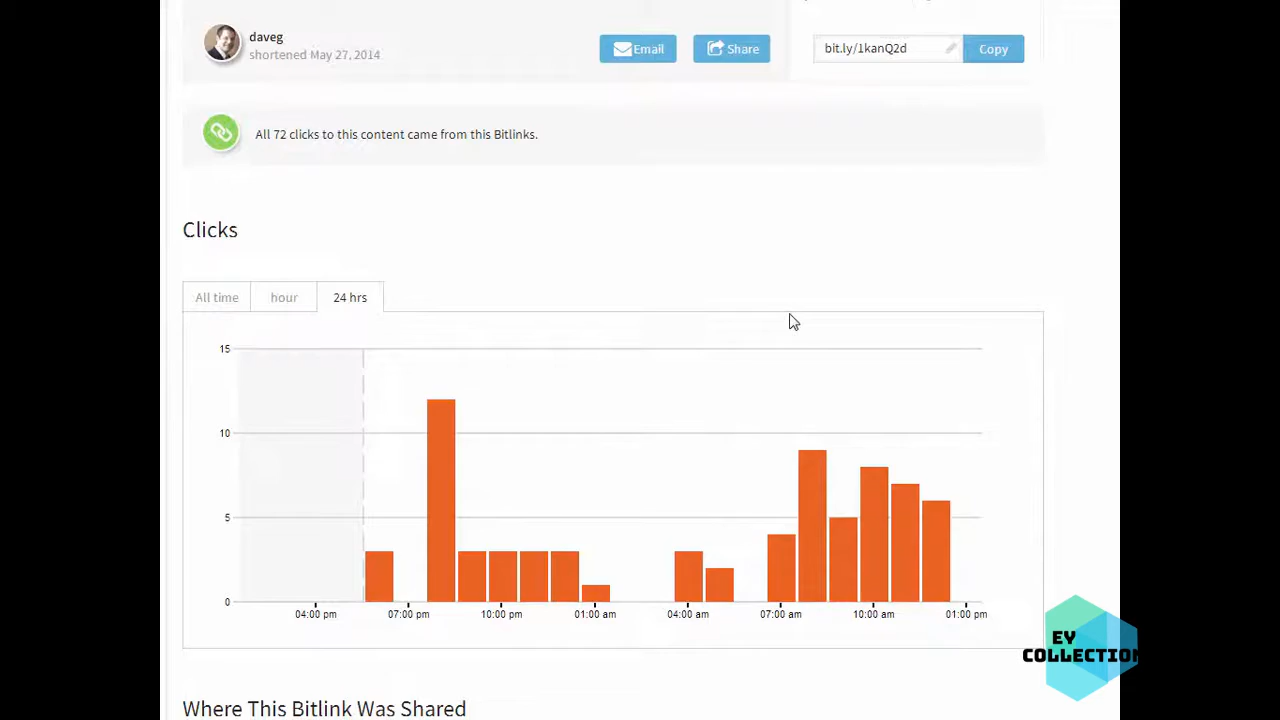 daveg
shortened May 27, 2014
Email
Share
bit.ly/1kanQ2d
Copy
All 72 clicks to this content came from this Bitlinks.
Clicks
All time
hour
24 hrs
15
10
5
0
04:00 pm
07:00 pm
10:00 pm
01:00 am
04:00 am
07:00 am
10:00 am
01:00 pm
EY
COLLECTION
Where This Bitlink Was Shared